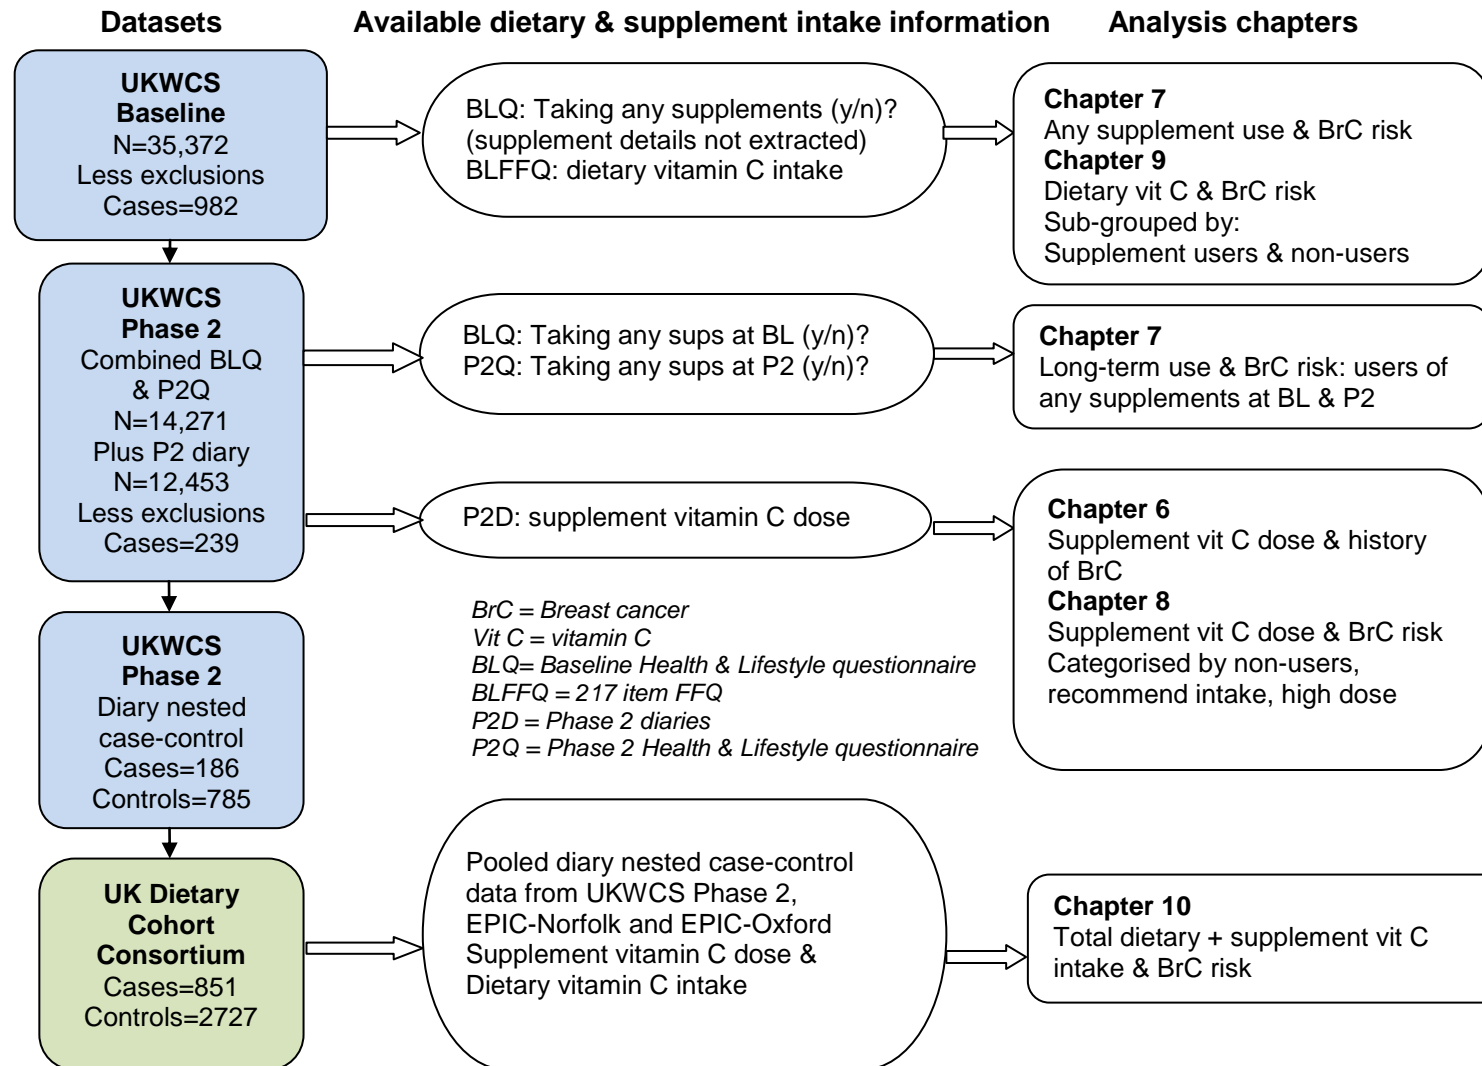 Datasets
Available dietary & supplement intake information
Analysis chapters
UKWCS
Baseline
N=35,372
Less exclusions
Cases=982
BLQ: Taking any supplements (y/n)?
(supplement details not extracted)
BLFFQ: dietary vitamin C intake
Chapter 7
Any supplement use & BrC risk
Chapter 9
Dietary vit C & BrC risk
Sub-grouped by:
Supplement users & non-users
UKWCS
Phase 2
Combined BLQ
& P2Q
N=14,271
Plus P2 diary
N=12,453
Less exclusions
Cases=239
BLQ: Taking any sups at BL (y/n)?
P2Q: Taking any sups at P2 (y/n)?
Chapter 7
Long-term use & BrC risk: users of
any supplements at BL & P2
P2D: supplement vitamin C dose
Chapter 6
Supplement vit C dose & history
of BrC
Chapter 8
Supplement vit C dose & BrC risk
Categorised by non-users,
recommend intake, high dose
BrC = Breast cancer
Vit C = vitamin C
BLQ= Baseline Health & Lifestyle questionnaire
BLFFQ = 217 item FFQ
P2D = Phase 2 diaries
P2Q = Phase 2 Health & Lifestyle questionnaire
UKWCS
Phase 2
Diary nested
case-control
Cases=186
Controls=785
UK Dietary
Cohort
Consortium
Cases=851
Controls=2727
Pooled diary nested case-control
data from UKWCS Phase 2,
EPIC-Norfolk and EPIC-Oxford
Supplement vitamin C dose &
Dietary vitamin C intake
Chapter 10
Total dietary + supplement vit C
intake & BrC risk